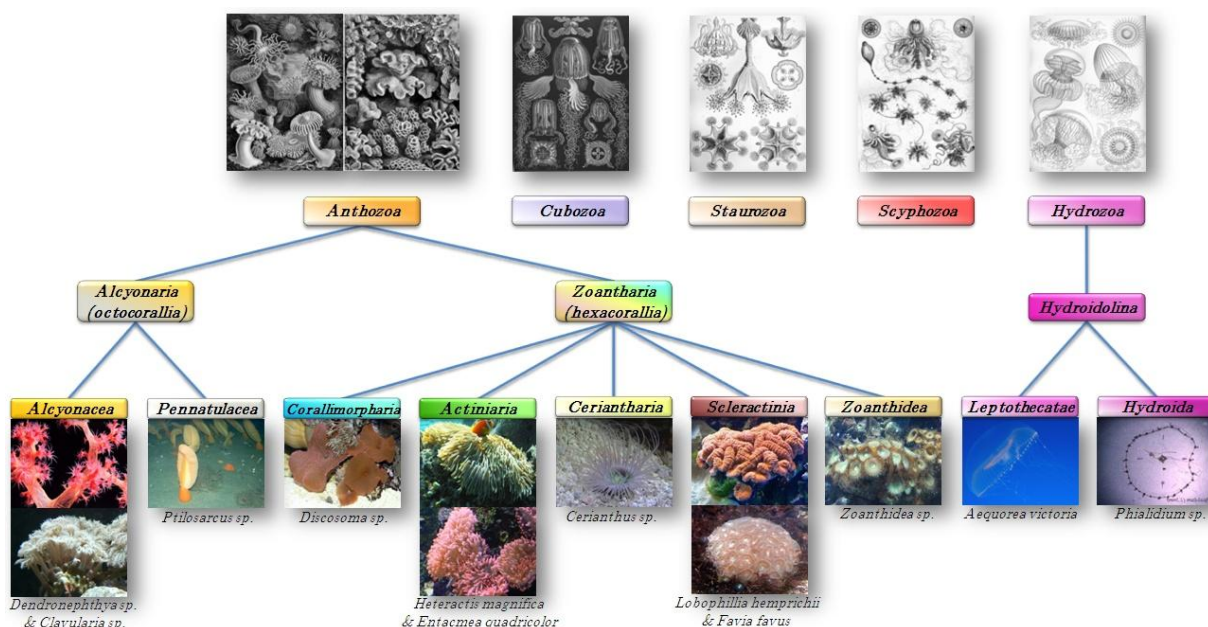 Anthozoa
Cubozoa
Staurozoa
Scyphozoa
Hydrozoa
Alcyonaria
(octocorallia)
Zoantharia
(hexacorallia)
Hydroidolina
Alcyonacea
Pennatulacea
Corallimorpharia
Actiniaria
Ceriantharia
Scleractinia
Zoanthidea
Leptothecatae
Hydroida
Ptilosarcus sp.
Discosoma sp.
Cerianthus sp.
Zoanthidea sp.
Aequorea victoria
Phialidium sp.
Dendronephthya sp.
& Clavularia sp.
Heteractis magnifica
& Entacmea quadricolor
Lobophillia hemprichii
& Favia favus